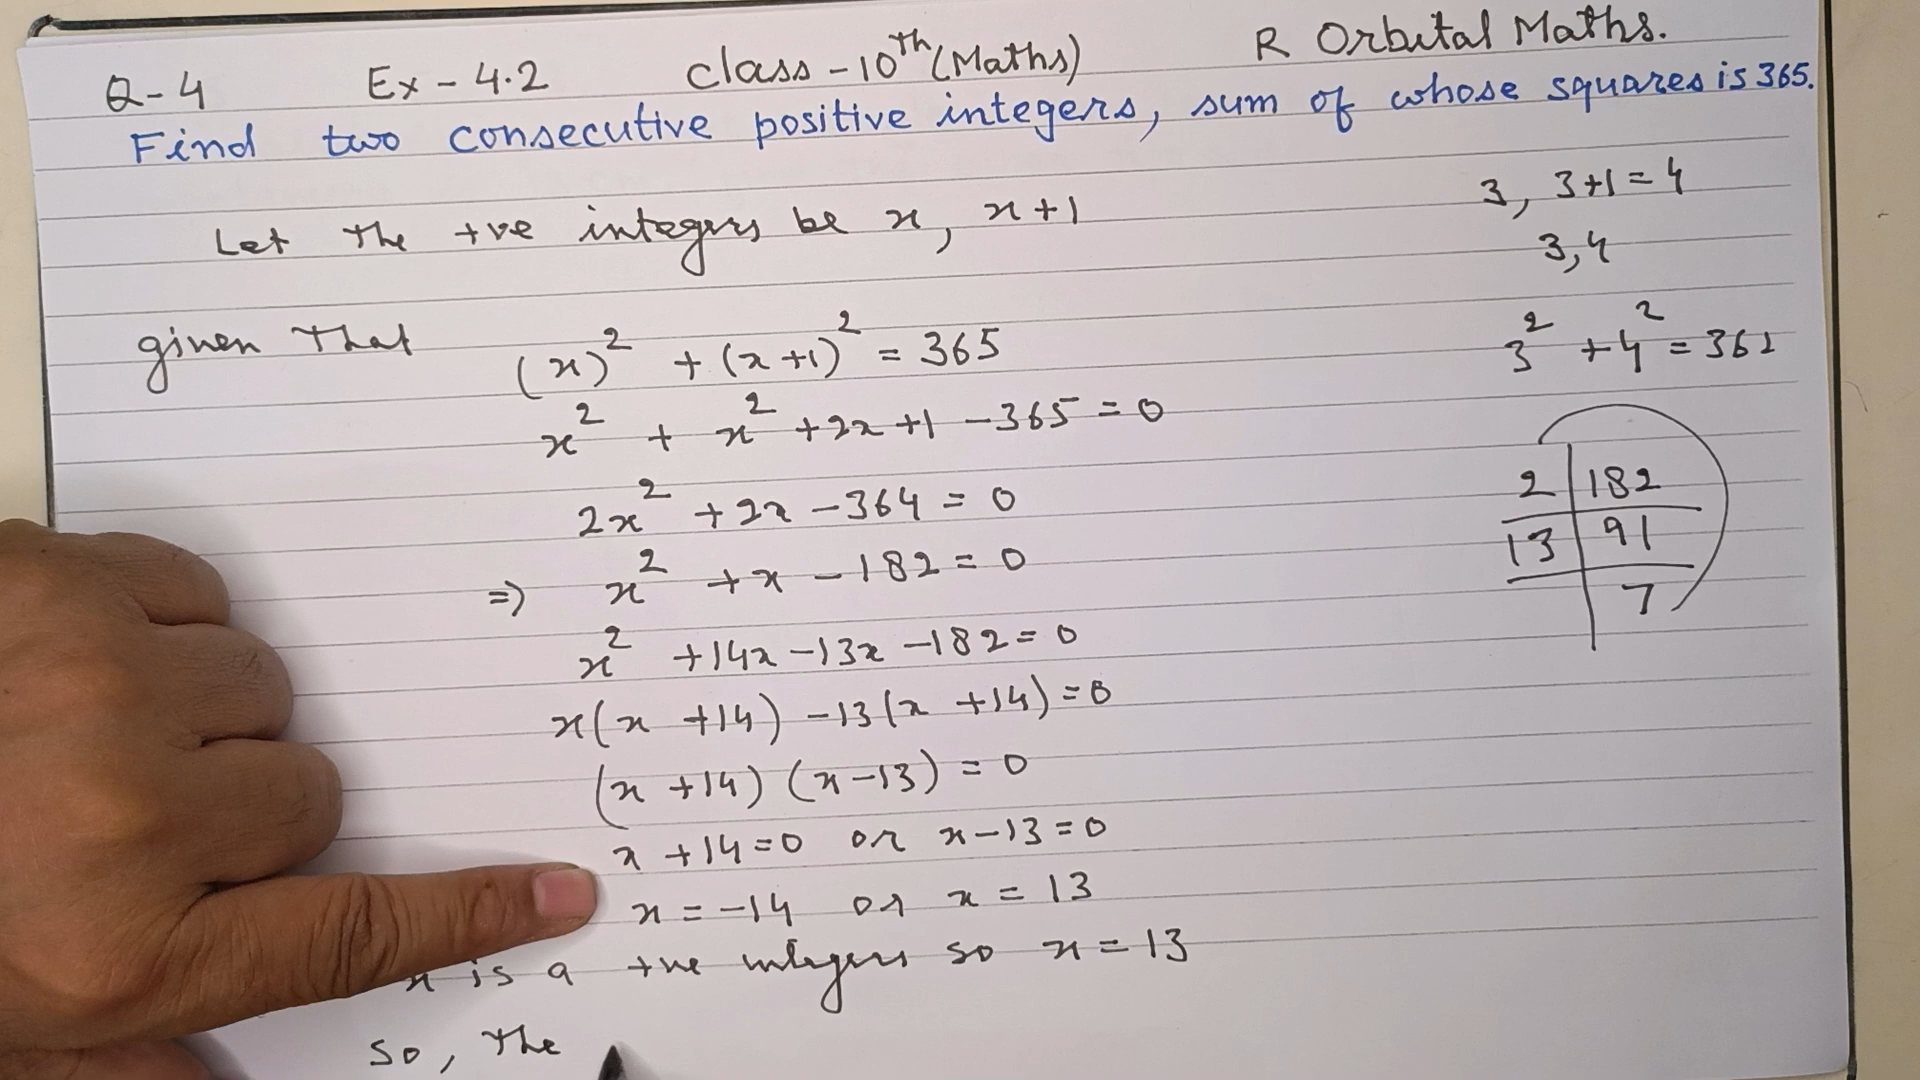 Q-4 Ex-4.2 class-10th (Maths) R Orbital Maths.
Find two consecutive positive integers, sum of whose squares is 365.
Let the +ve integers be x, x+1
3, 3+1=4
3,4
given that (x)² + (x+1)² = 365
3² + 4² = 361
x² + x² +2x+1 -365 = 0
2x² +2x -364 = 0
=) x² +x -182 = 0
x² +14x -13x -182 = 0
x(x +14) -13(x +14) = 0
(x +14) (x-13) = 0
x +14=0 or x-13=0
x = -14 or x = 13
x is a +ve integers so x = 13
so, the
2 | 182
13 | 91
7